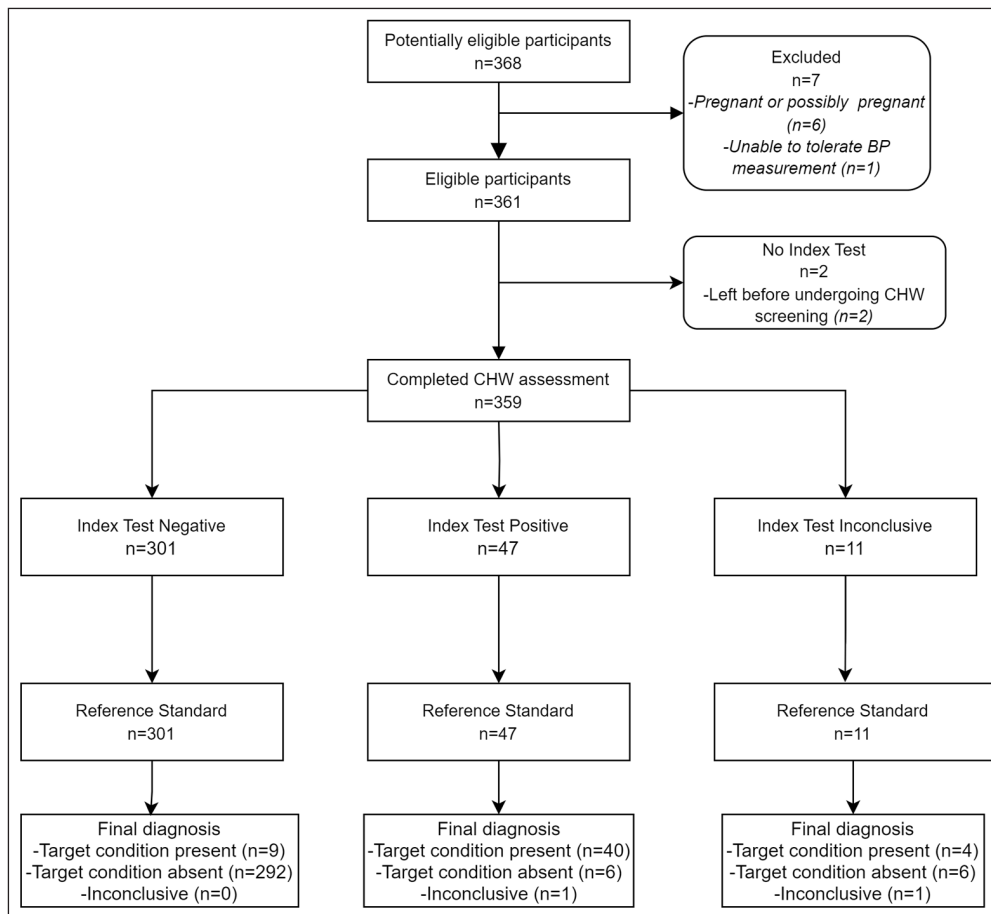 Potentially eligible participants
n=368
Excluded
n=7
-Pregnant or possibly pregnant
(n=6)
-Unable to tolerate BP
measurement (n=1)
Eligible participants
n=361
No Index Test
n=2
-Left before undergoing CHW
screening (n=2)
Completed CHW assessment
n=359
Index Test Negative
n=301
Index Test Positive
n=47
Index Test Inconclusive
n=11
Reference Standard
n=301
Reference Standard
n=47
Reference Standard
n=11
Final diagnosis
-Target condition present (n=9)
-Target condition absent (n=292)
-Inconclusive (n=0)
Final diagnosis
-Target condition present (n=40)
-Target condition absent (n=6)
-Inconclusive (n=1)
Final diagnosis
-Target condition present (n=4)
-Target condition absent (n=6)
-Inconclusive (n=1)